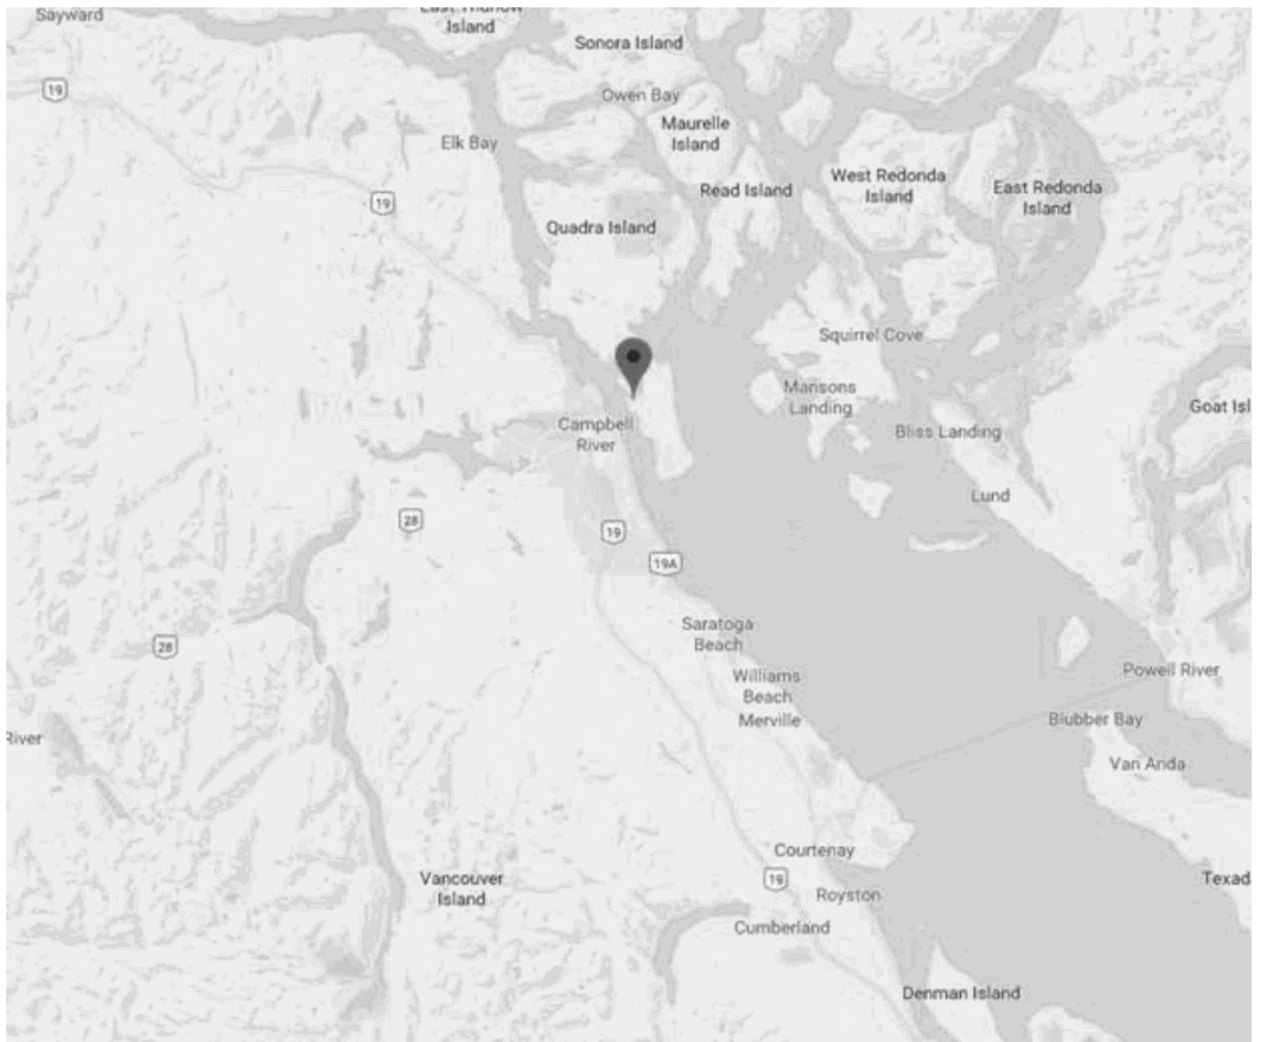 Sayward
East Thurlow
Island
Sonora Island
19
Owen Bay
Maurelle
Island
Elk Bay
West Redonda
Island
East Redonda
Island
Read Island
19
Quadra Island
Squirrel Cove
Mansons
Landing
Goat Isl
Campbell
River
Bliss Landing
Lund
28
19
19A
Saratoga
Beach
28
Powell River
Williams
Beach
Merville
Blubber Bay
River
Van Anda
Courtenay
Vancouver
Island
19
Texad
Royston
Cumberland
Denman Island